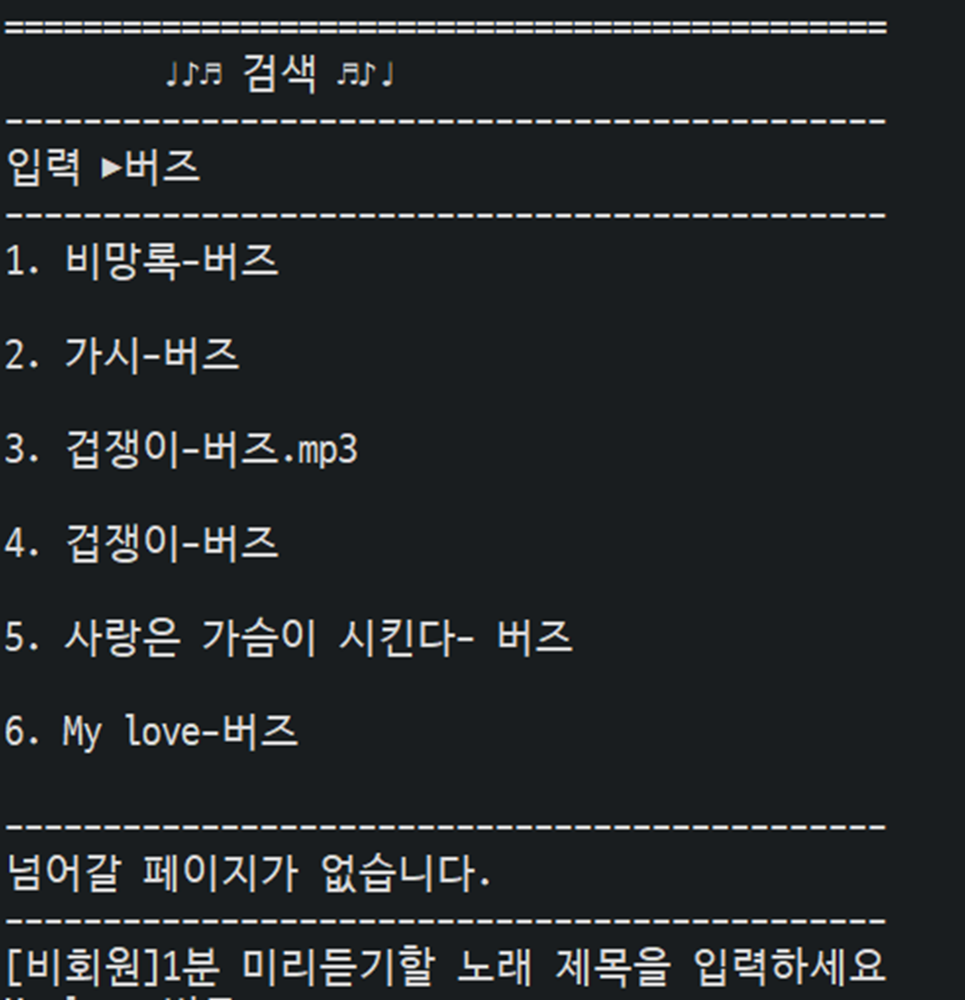 =============================================
♩♪♬ 검색 ♬♪♩
---------------------------------------------
입력 ▶버즈
---------------------------------------------
1. 비망록-버즈
2. 가시-버즈
3. 겁쟁이-버즈.mp3
4. 겁쟁이-버즈
5. 사랑은 가슴이 시킨다- 버즈
6. My love-버즈
---------------------------------------------
넘어갈 페이지가 없습니다.
---------------------------------------------
[비회원]1분 미리듣기할 노래 제목을 입력하세요